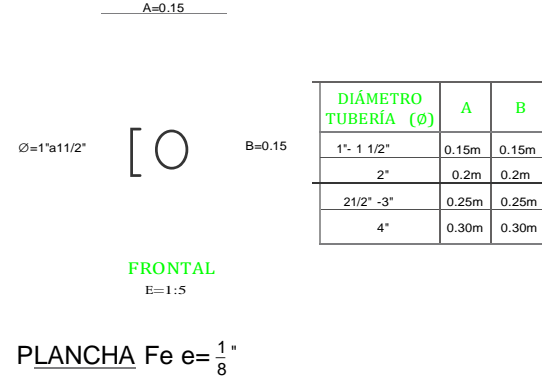 A=0.15
Ø=1"a11/2"
B=0.15
FRONTAL
E=1:5
DIÁMETRO TUBERÍA (Ø) A B
1"- 1 1/2" 0.15m 0.15m
2" 0.2m 0.2m
21/2" -3" 0.25m 0.25m
4" 0.30m 0.30m
PLANCHA Fe e= 1/8 "